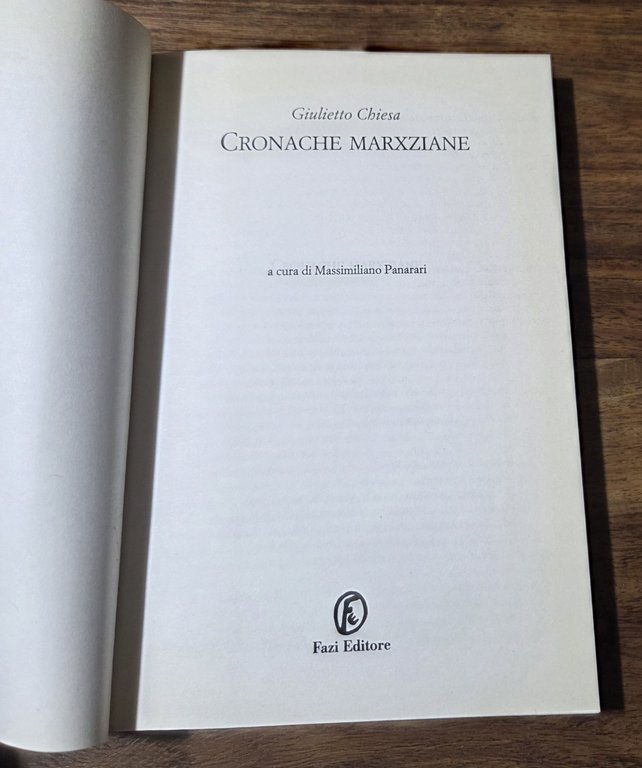 Giulietto Chiesa
CRONACHE MARXZIANE
a cura di Massimiliano Panarari
Fazi Editore